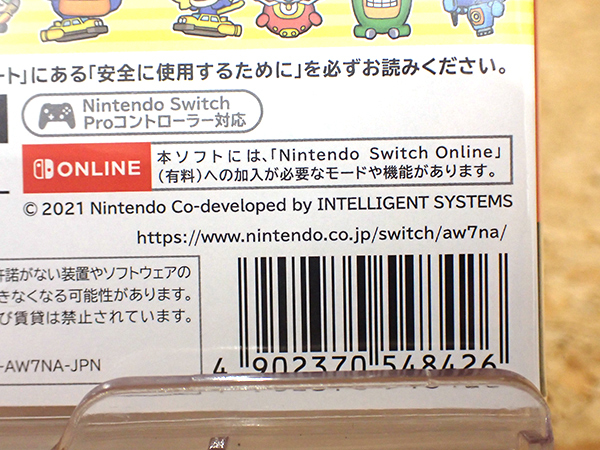 ート」にある「安全に使用するために」を必ずお読みください。
Nintendo Switch
Proコントローラー対応
ONLINE
本ソフトには、「Nintendo Switch Online」
(有料)への加入が必要なモードや機能があります。
© 2021 Nintendo Co-developed by INTELLIGENT SYSTEMS
https://www.nintendo.co.jp/switch/aw7na/
許諾がない装置やソフトウェアの
きなくなる可能性があります。
び賃貸は禁止されています。
-AW7NA-JPN
4 902370 548426